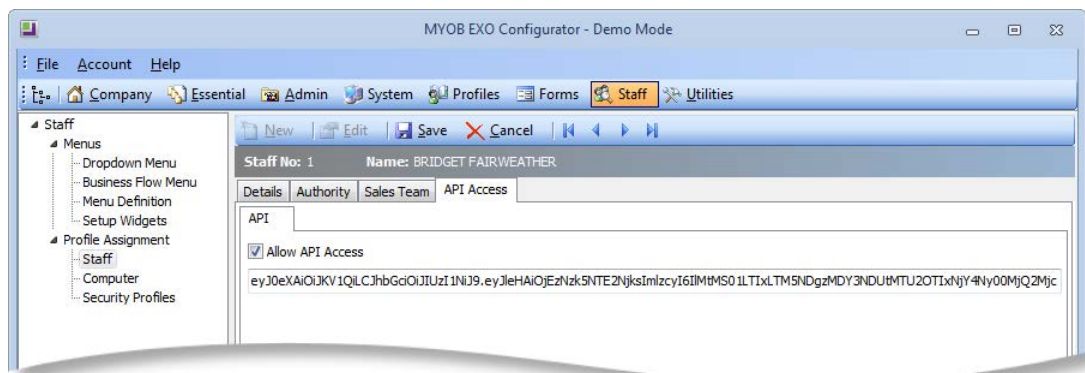 MYOB EXO Configurator - Demo Mode
File Account Help
Company Essential Admin System Profiles Forms Staff Utilities
Staff
Menus
Dropdown Menu
Business Flow Menu
Menu Definition
Setup Widgets
Profile Assignment
Staff
Computer
Security Profiles
New Edit Save Cancel
Staff No: 1 Name: BRIDGET FAIRWEATHER
Details Authority Sales Team API Access
API
Allow API Access
eyJ0eXAiOiJKV1QiLCJhbGciOiJIUzI1NiJ9.eyJleHAiOjEzNzk5NTE2NjksImlzcyI6IlMtMS01LTIxLTM5NDgzMDY3NDUtMTU2OTIxNjY4Ny00MjQ2Mjc